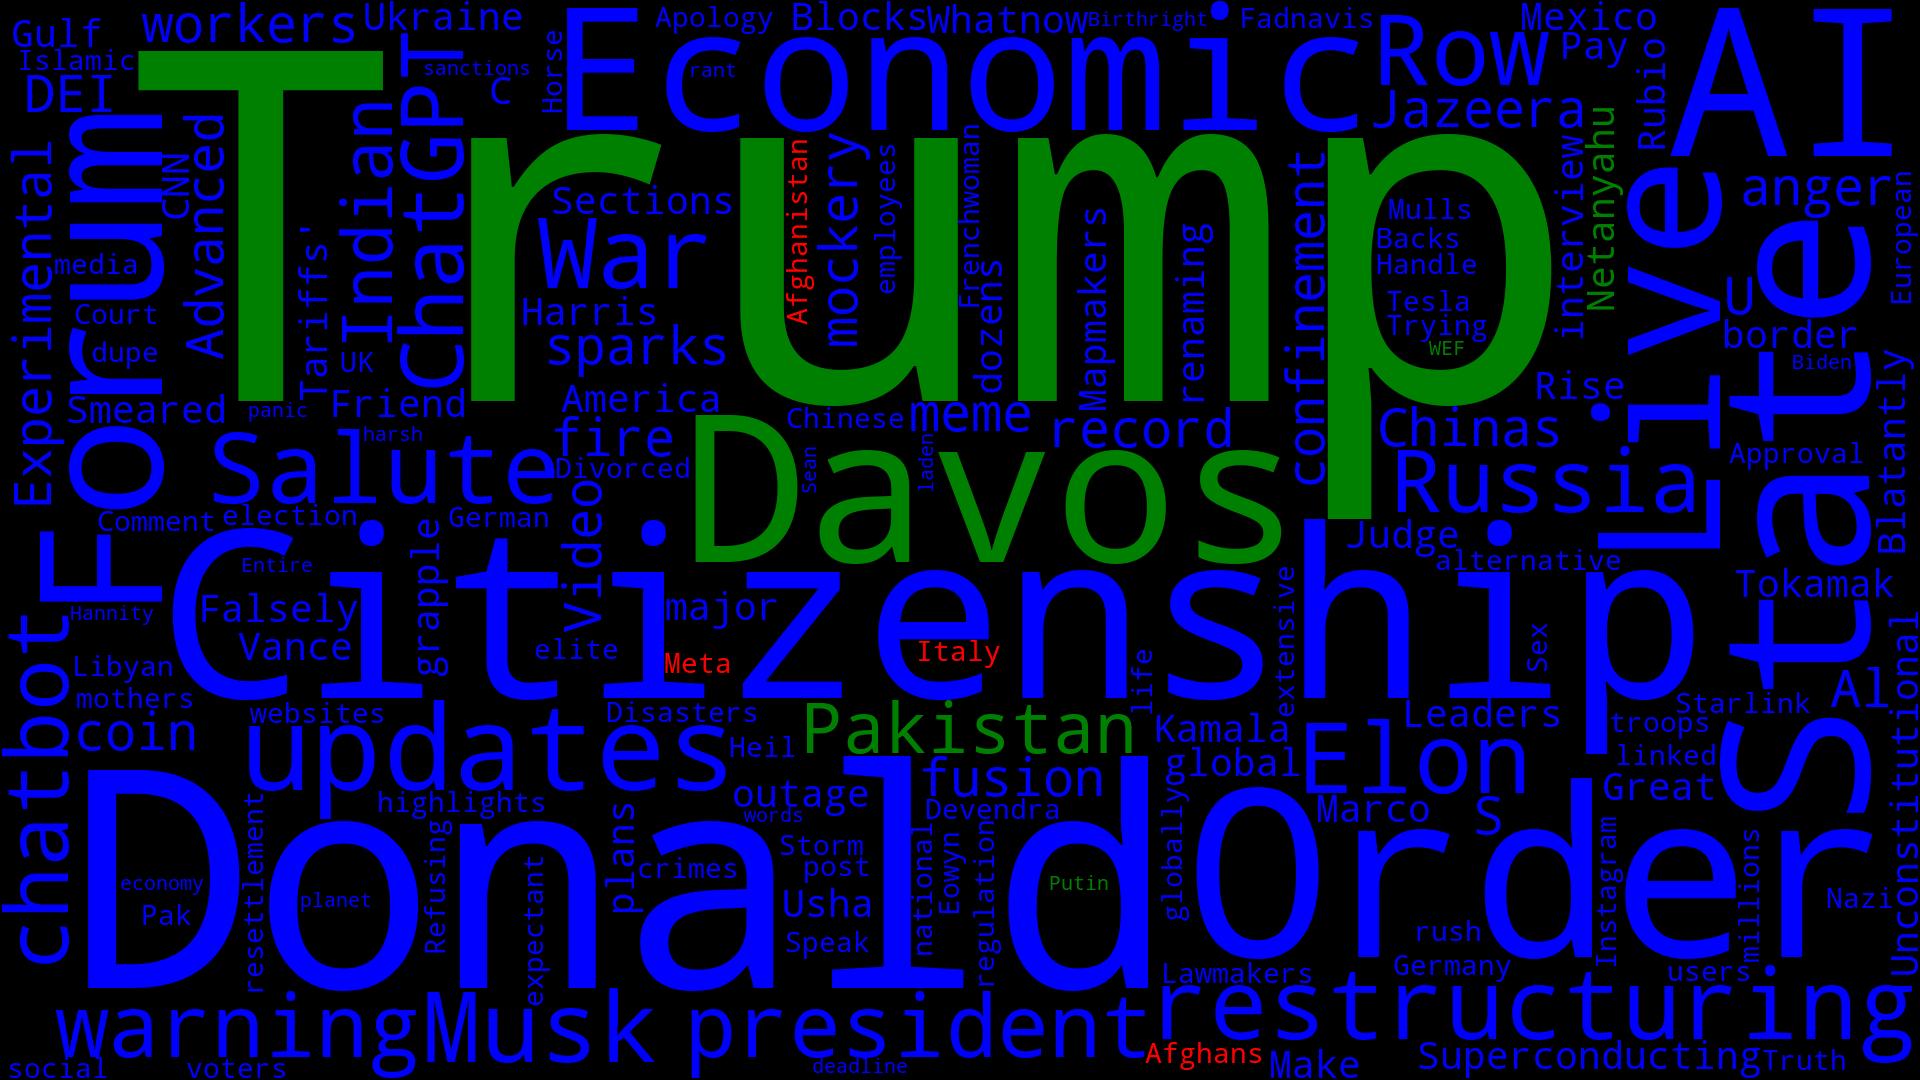 Gulf
workers
Ukraine
Economic
Apology
Blocks
Whatnow
Birthright
Fadnavis
RoW
Mexico
Pay
AI
Islamic
DEI
Trump
ChatGPT
sanctions
C
Horse
rant
Jazeera
Rubio
Forum
CNN
Advanced
Indian
Experimental
media
Court
dupe
Tariffs'
UK
Sections
War
Harris
sparks
Afghanistan
mockery
employees
Frenchwoman
dozens
Mapmakers
renaming
confinement
Mulls
Backs
Handle
Tesla
Trying
WEF
interview
Netanyahu
Live
anger
State
U
border
Biden
European
Blatantly
Rise
Smeared
panic
Friend
harsh
America
fire
Divorced
Chinese
meme
record
Chinas
Salute
Davos
Sean
laden
Russia
Approval
Comment
election
German
Video
Judge
alternative
Tokamak
Citizenship
Entire
Hannity
Falsely
Vance
grapple
elite
major
Meta
Italy
life
extensive
Sex
Libyan
mothers
chatbot
coin
websites
updates
Disasters
Heil
Pakistan
Kamala
Leaders
Starlink
Al
troops
linked
Great
Unconstitutional
global
Elon
fusion
outage
words
Devendra
Marco
S
highlights
Donald
Order
economy
Pak
resettlement
planet
Refusing
expectant
plans
crimes
Storm
post
Usha
Speak
national
Eowyn
regulation
Putin
globally
rush
Germany
Instagram
millions
Nazi
Lawmakers
users
warning
Musk
president
restructuring
social
voters
deadline
Afghans
Make
Superconducting
Truth